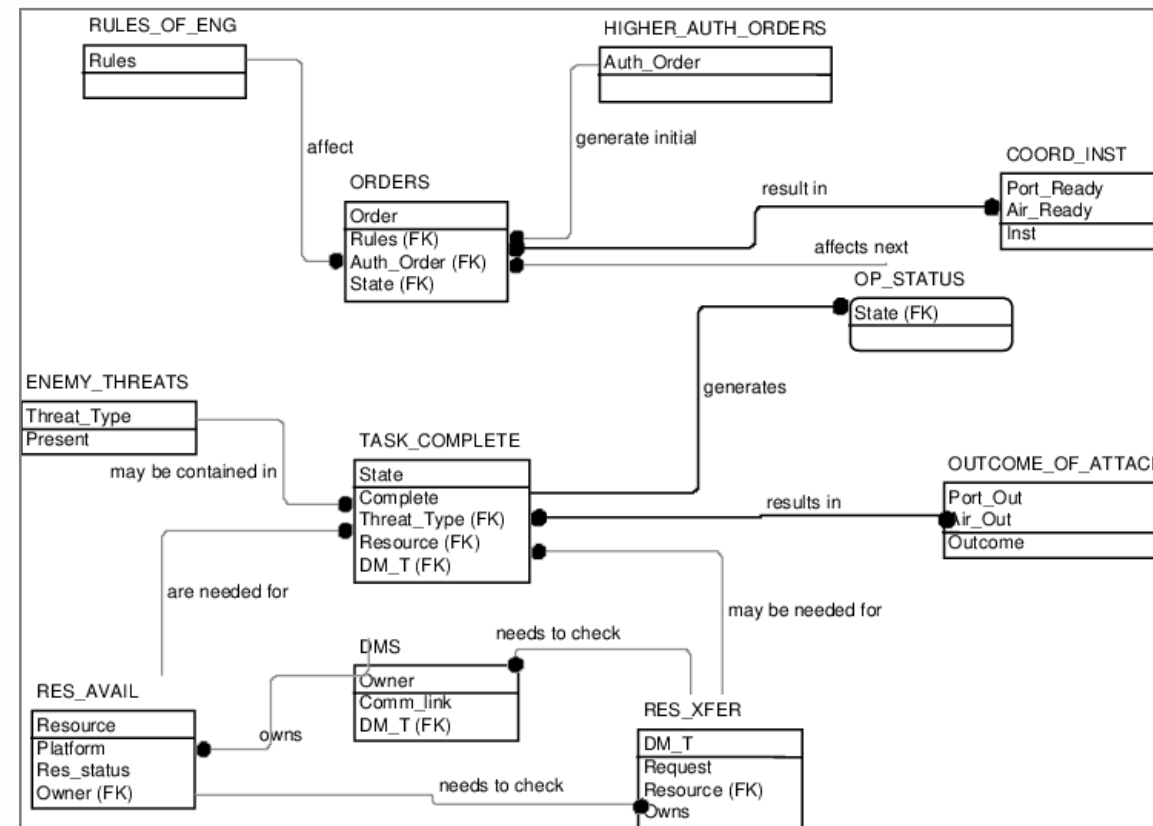 RULES_OF_ENG
Rules
HIGHER_AUTH_ORDERS
Auth_Order
affect
generate initial
COORD_INST
Port_Ready
Air_Ready
Inst
result in
ORDERS
Order
Rules (FK)
Auth_Order (FK)
State (FK)
affects next
OP_STATUS
State (FK)
generates
ENEMY_THREATS
Threat_Type
Present
may be contained in
TASK_COMPLETE
State
Complete
Threat_Type (FK)
Resource (FK)
DM_T (FK)
results in
OUTCOME_OF_ATTAC
Port_Out
Air_Out
Outcome
are needed for
may be needed for
needs to check
DMS
Owner
Comm_link
DM_T (FK)
owns
RES_AVAIL
Resource
Platform
Res_status
Owner (FK)
needs to check
RES_XFER
DM_T
Request
Resource (FK)
Owns